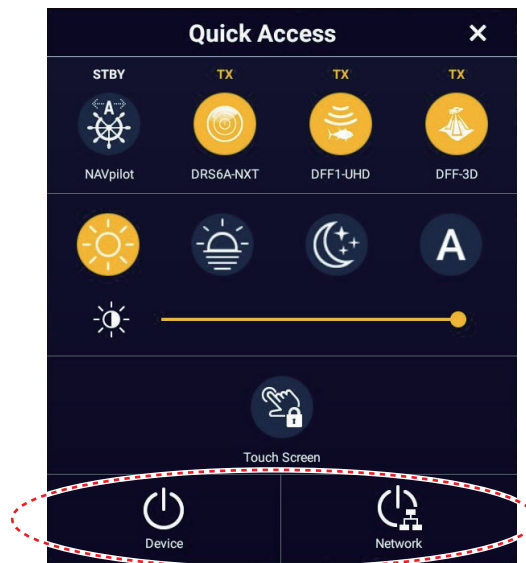 Quick Access
STBY TX TX TX
A
NAVpilot DRS6A-NXT DFF1-UHD DFF-3D
A
Touch Screen
Device Network